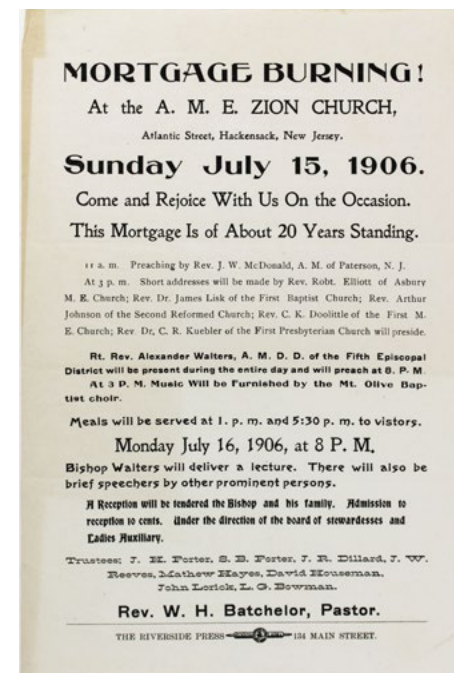 MORTGAGE BURNING!
At the A. M. E. ZION CHURCH,
Atlantic Street, Hackensack, New Jersey.
Sunday July 15, 1906.
Come and Rejoice With Us On the Occasion.
This Mortgage Is of About 20 Years Standing.
11 a. m. Preaching by Rev. J. W. McDonald, A. M. of Paterson, N. J.
At 3 p. m. Short addresses will be made by Rev. Robt. Elliott of Asbury
M. E. Church; Rev. Dr. James Lisk of the First Baptist Church; Rev. Arthur
Johnson of the Second Reformed Church; Rev. C. K. Doolittle of the First M.
E. Church; Rev. Dr, C. R. Kuebler of the First Presbyterian Church will preside.
Rt. Rev. Alexander Walters, A. M. D. D. of the Fifth Episcopal
District will be present during the entire day and will preach at 8. P. M
At 3 P. M. Music Will be Furnished by the Mt. Olive Bap-
tist choir.
Meals will be served at 1. p. m. and 5:30 p. m. to vistors.
Monday July 16, 1906, at 8 P. M.
Bishop Walters will deliver a lecture. There will also be
brief speechers by other prominent persons.
A Reception will be tendered the Bishop and his family. Admission to
reception 10 cents. Under the direction of the board of stewardesses and
Ladies Auxiliary.
Trustees; J. H. Porter, S. B. Porter, J. R. Dillard, J. W.
Reeves, Mathew Hayes, David Houseman,
John Lorick, L. G. Bowman.
Rev. W. H. Batchelor, Pastor.
THE RIVERSIDE PRESS 134 MAIN STREET.